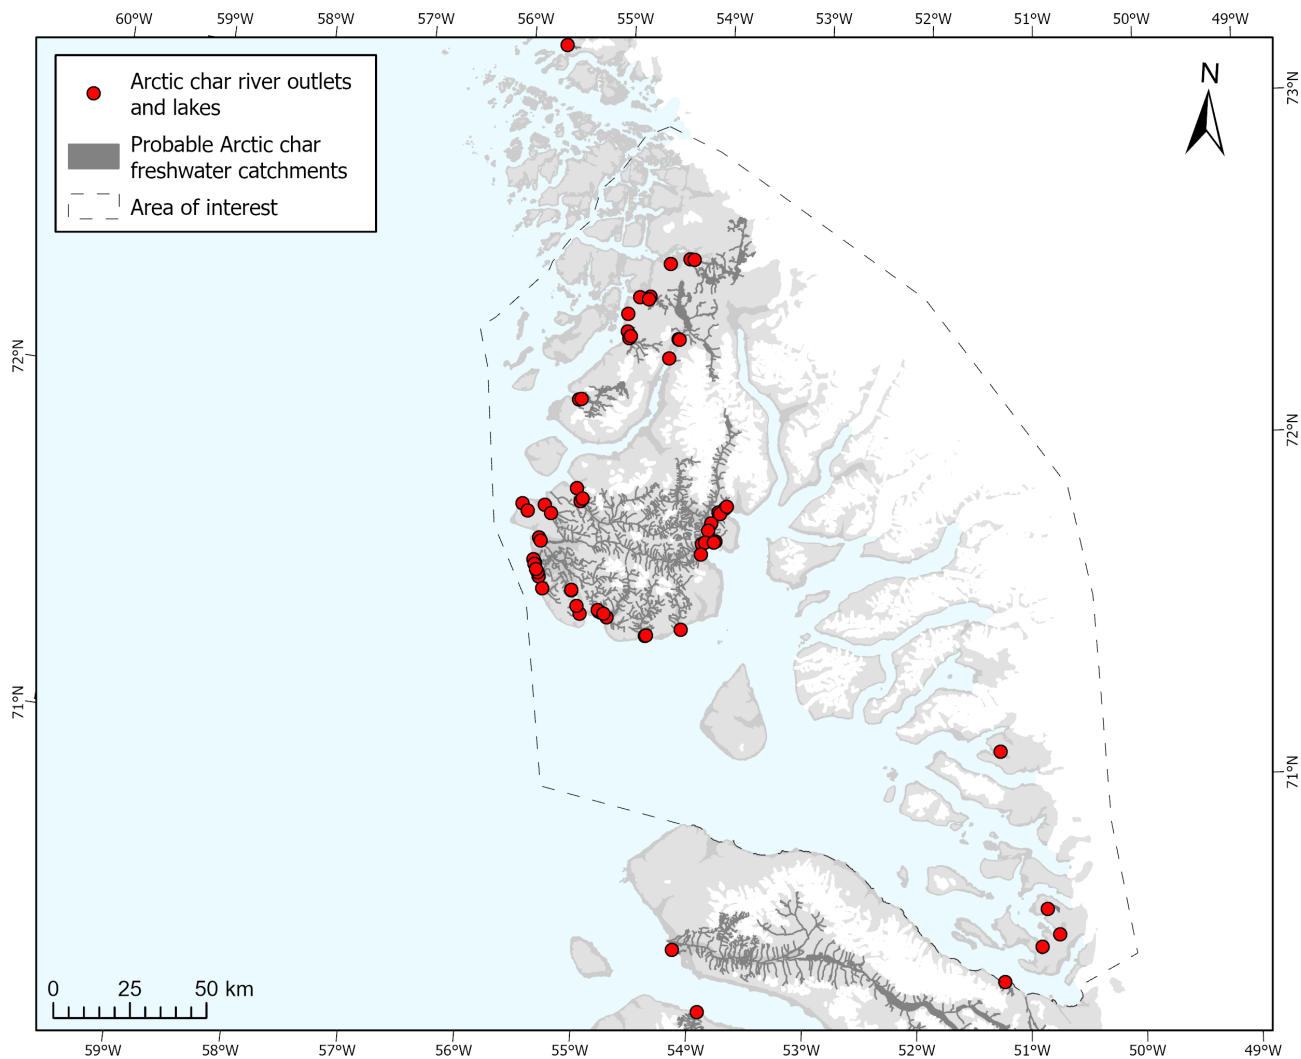 60°W 59°W 58°W 57°W 56°W 55°W 54°W 53°W 52°W 51°W 50°W 49°W
Arctic char river outlets
and lakes
Probable Arctic char
freshwater catchments
Area of interest
N
73°N
72°N
72°N
71°N
71°N
0 25 50 km
59°W 58°W 57°W 56°W 55°W 54°W 53°W 52°W 51°W 50°W 49°W